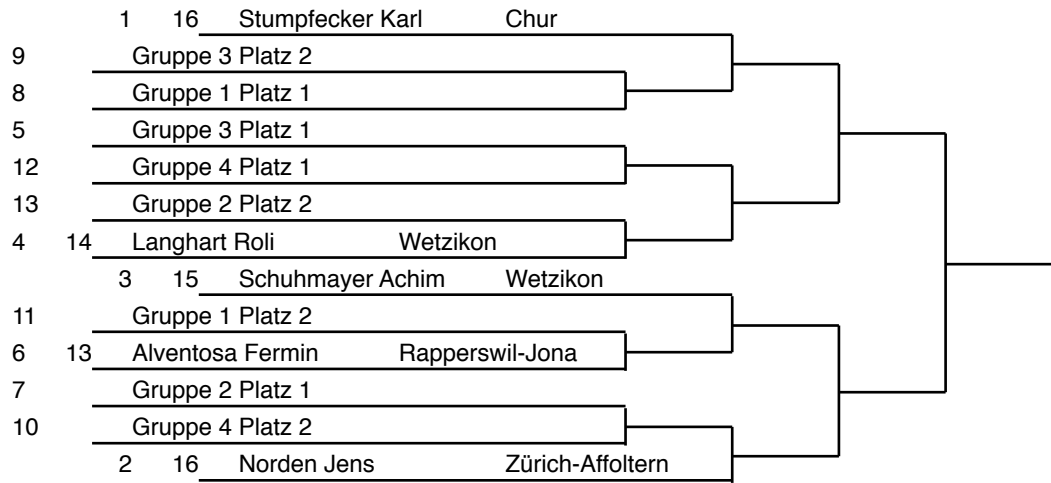 1 16 Stumpfecker Karl Chur
9 Gruppe 3 Platz 2
8 Gruppe 1 Platz 1
5 Gruppe 3 Platz 1
12 Gruppe 4 Platz 1
13 Gruppe 2 Platz 2
4 14 Langhart Roli Wetzikon
3 15 Schuhmayer Achim Wetzikon
11 Gruppe 1 Platz 2
6 13 Alventosa Fermin Rapperswil-Jona
7 Gruppe 2 Platz 1
10 Gruppe 4 Platz 2
2 16 Norden Jens Zürich-Affoltern